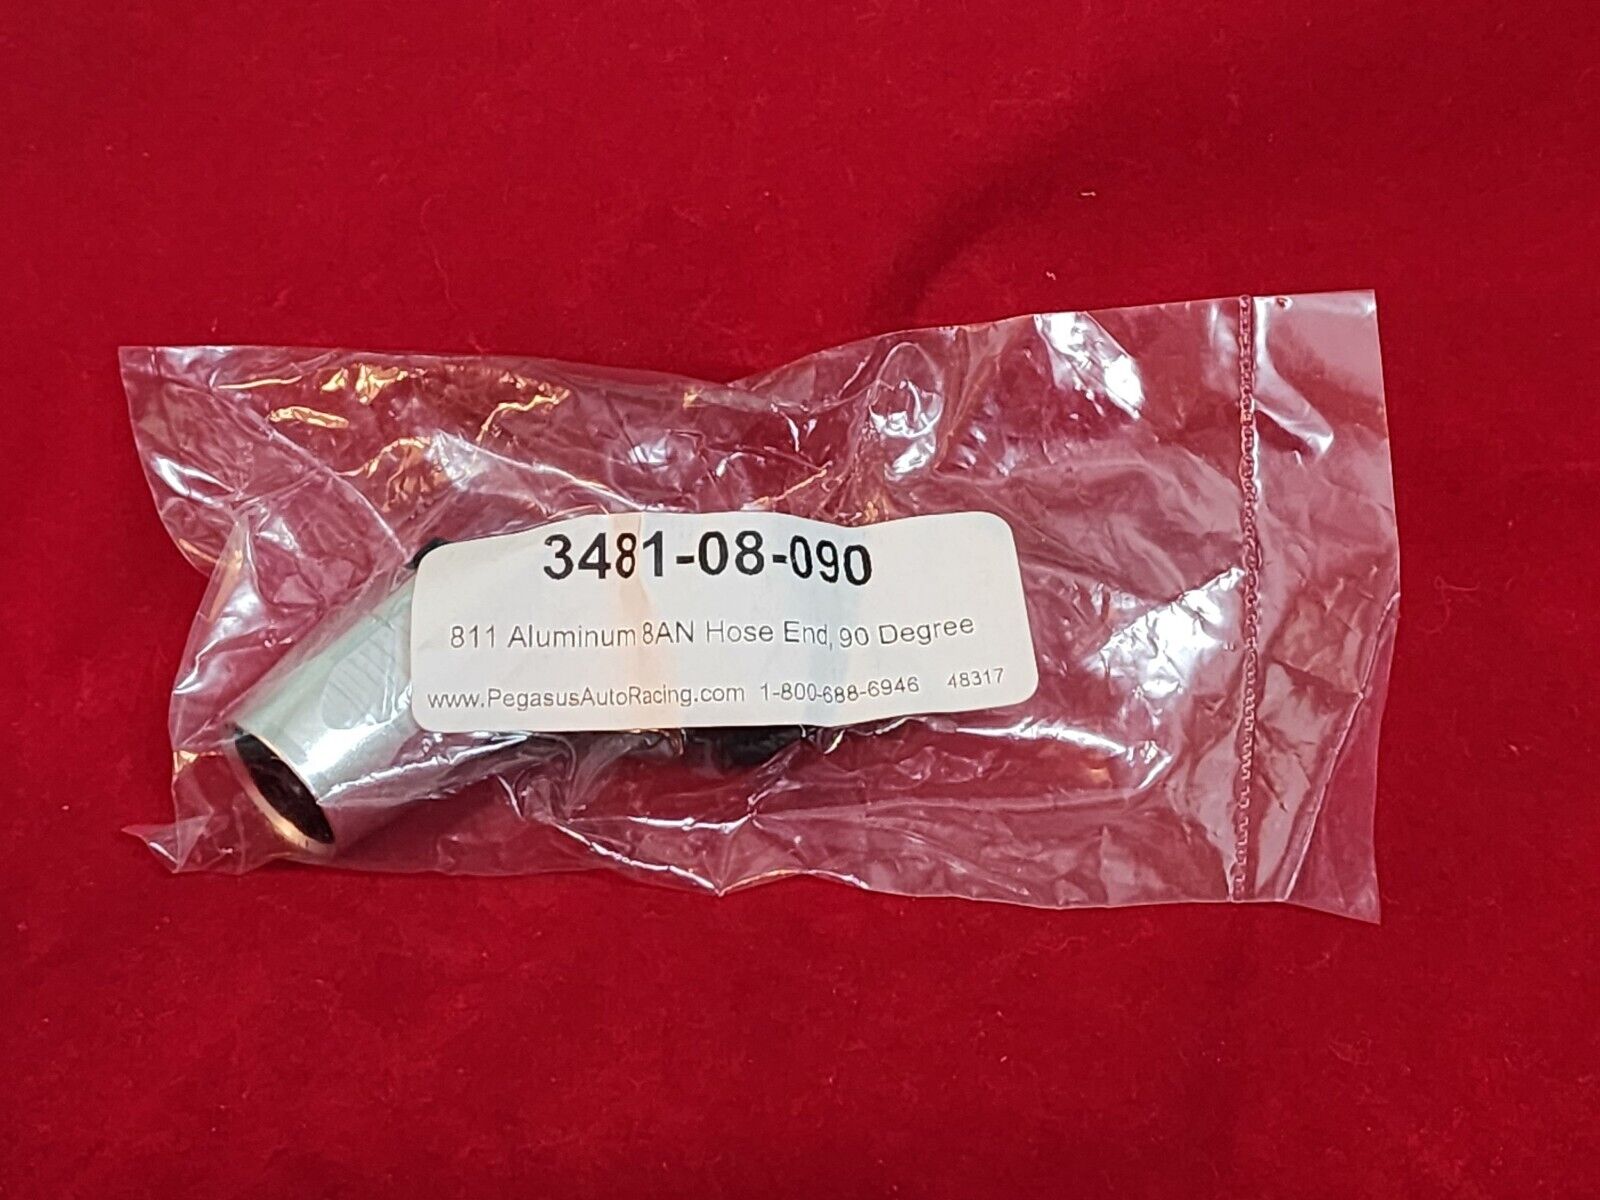 3481-08-090
811 Aluminum 8AN Hose End, 90 Degree
www.PegasusAutoRacing.com 1-800-688-6946 48317